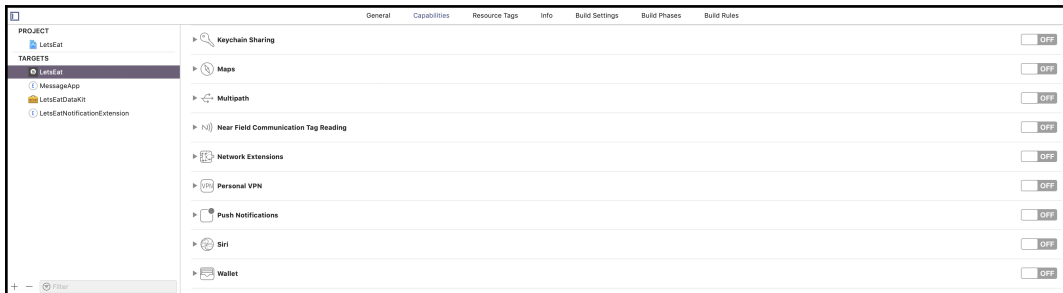 General Capabilities Resource Tags Info Build Settings Build Phases Build Rules
PROJECT
LetsEat
TARGETS
LetsEat
MessageApp
LetsEatDataKit
LetsEatNotificationExtension
Filter
Keychain Sharing OFF
Maps OFF
Multipath OFF
N)) Near Field Communication Tag Reading OFF
Network Extensions OFF
VPN Personal VPN OFF
Push Notifications OFF
Siri OFF
Wallet OFF